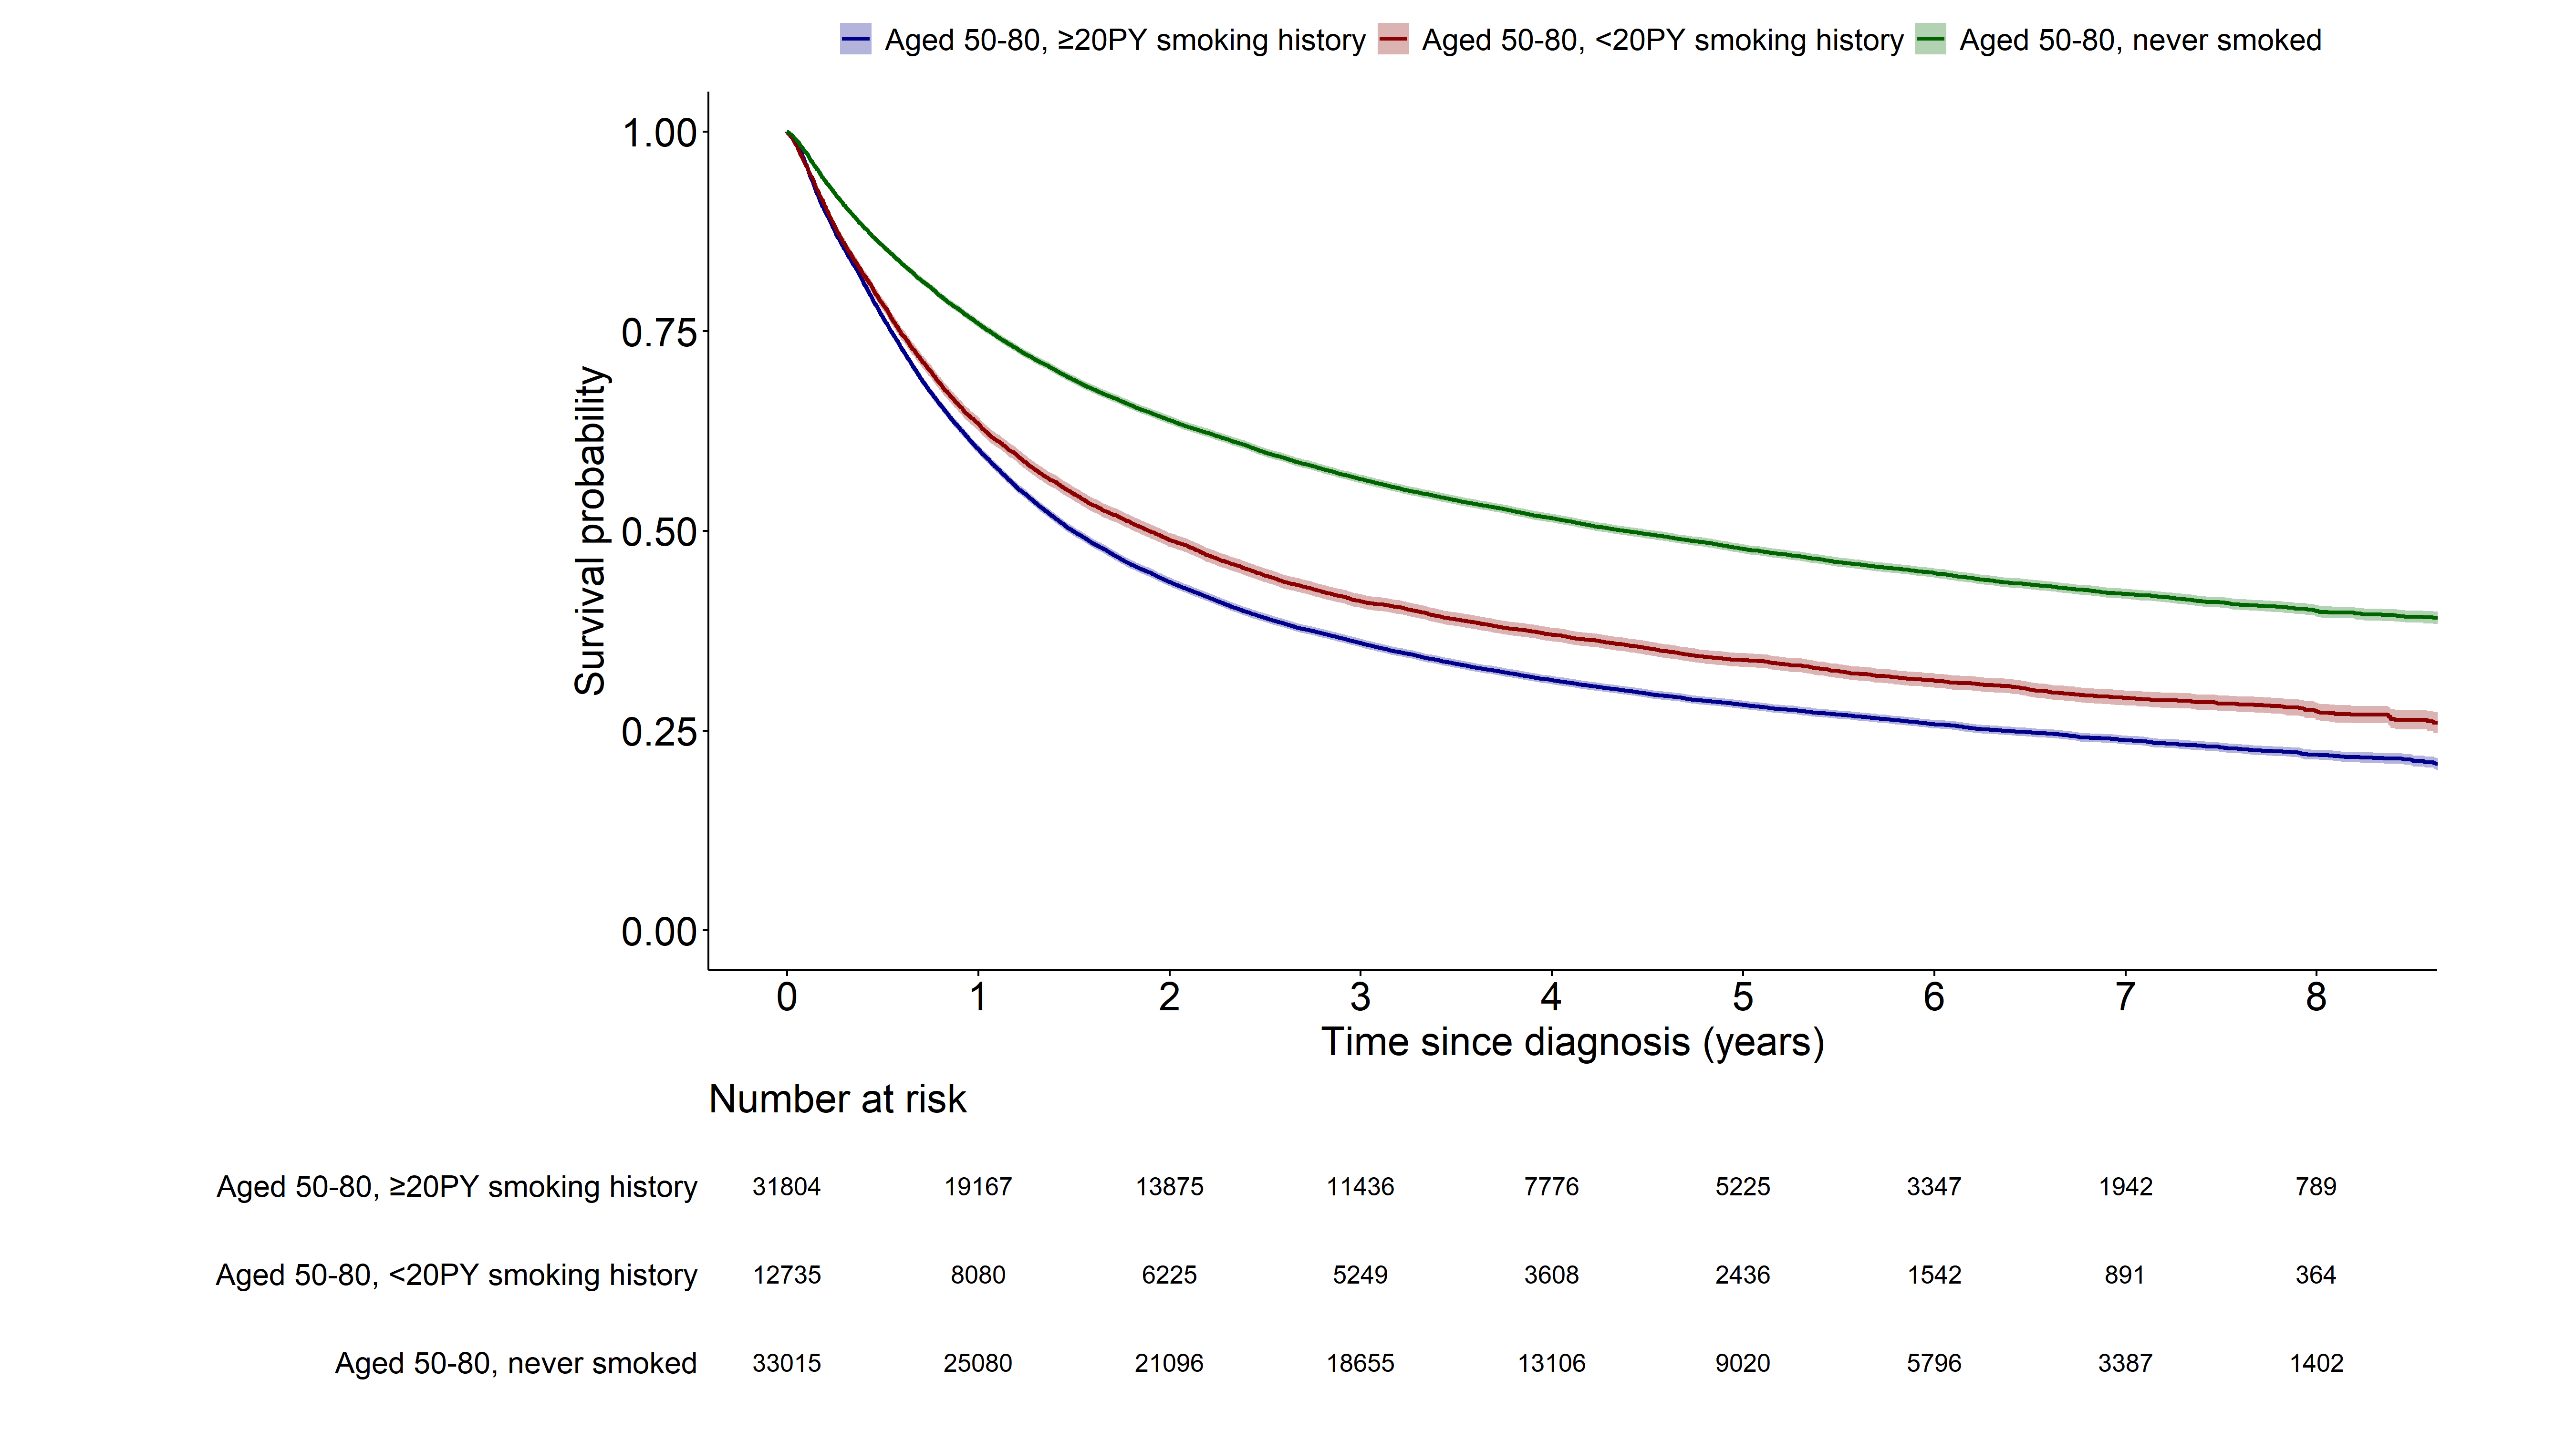 Aged 50-80, ≥20PY smoking history Aged 50-80, <20PY smoking history Aged 50-80, never smoked
1.00
0.75
0.50
0.25
0.00
Survival probability
0 1 2 3 4 5 6 7 8
Time since diagnosis (years)
Number at risk
Aged 50-80, ≥20PY smoking history 31804 19167 13875 11436 7776 5225 3347 1942 789
Aged 50-80, <20PY smoking history 12735 8080 6225 5249 3608 2436 1542 891 364
Aged 50-80, never smoked 33015 25080 21096 18655 13106 9020 5796 3387 1402